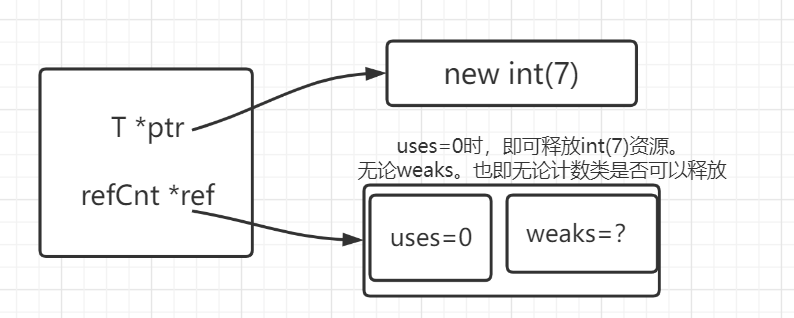 new int(7)
T *ptr
uses=0时，即可释放int(7)资源。
无论weaks。也即无论计数类是否可以释放
refCnt *ref
uses=0
weaks=?